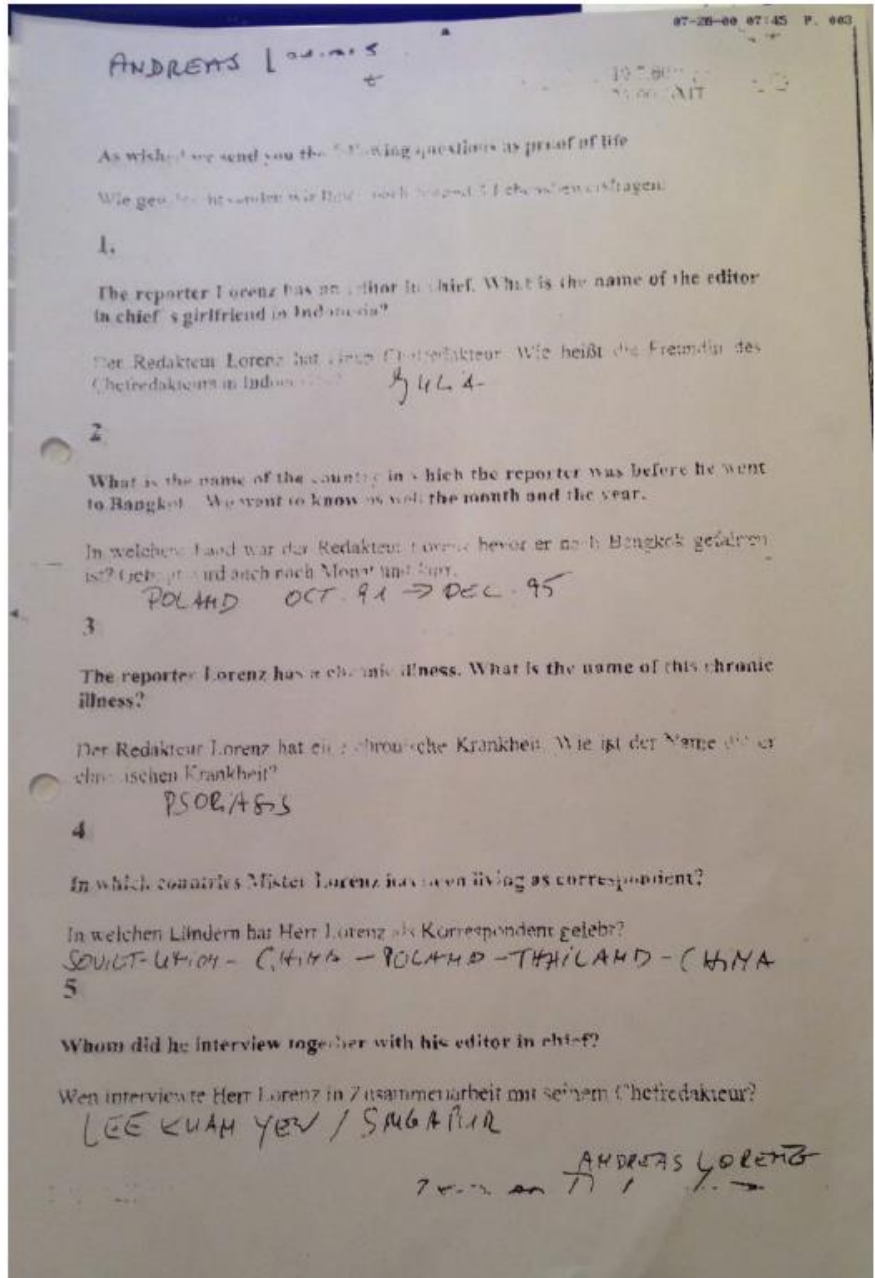 07-28-00 07:45 P. 003
ANDREAS
As wished we send you the following questions as proof of life
Wie wir Ihnen noch
1.
The reporter Lorenz has an editor in chief. What is the name of the editor
in chief's girlfriend in Indonesia?
Der Redakteur Lorenz hat einen Chefredakteur. Wie heißt die Freundin des
Chefredakteurs in
2
What is the name of the country in which the reporter was before he went
to Bangkok. We want to know as well the month and the year.
In welchem Land war der Redakteur Lorenz bevor er nach Bangkok gefahren
ist? Gefragt wird auch nach Monat und Jahr.
POLAND OCT. 91 → DEC. 95
3
The reporter Lorenz has a chronic illness. What is the name of this chronic
illness?
Der Redakteur Lorenz hat eine chronische Krankheit. Wie ist der Name dieser
chronischen Krankheit?
PSORIASIS
4
In which countries Mister Lorenz has been living as correspondent?
In welchen Ländern hat Herr Lorenz als Korrespondent gelebt?
SOVIET-UNION - CHINA - POLAND - THAILAND - CHINA
5
Whom did he interview together with his editor in chief?
Wen interviewte Herr Lorenz in Zusammenarbeit mit seinem Chefredakteur?
LEE KUAN YEW /
ANDREAS LORENZ